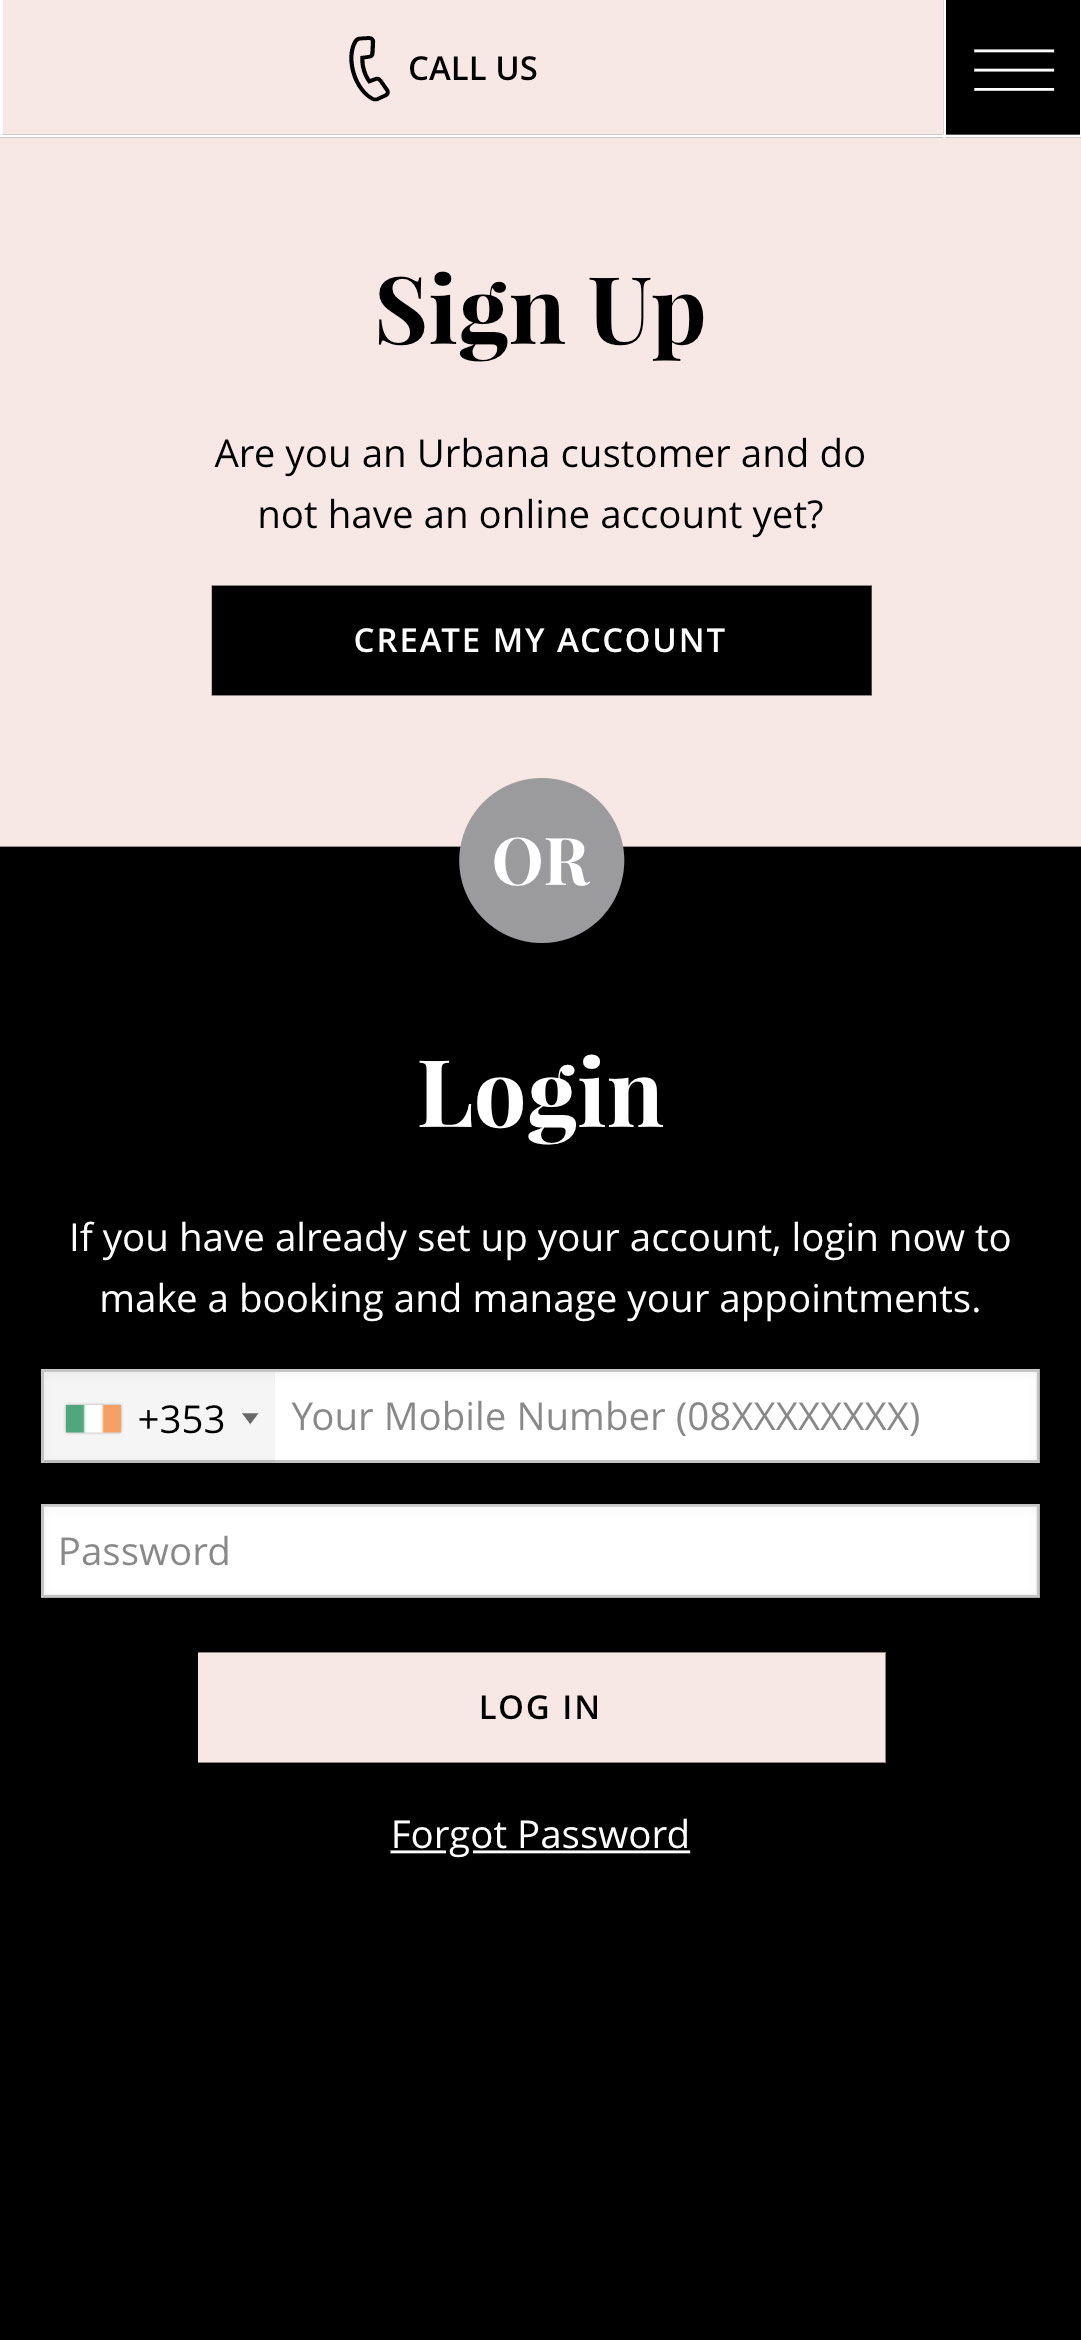 CALL US
Sign Up
Are you an Urbana customer and do
not have an online account yet?
CREATE MY ACCOUNT
OR
Login
If you have already set up your account, login now to
make a booking and manage your appointments.
+353 Your Mobile Number (08XXXXXXXX)
Password
LOG IN
Forgot Password